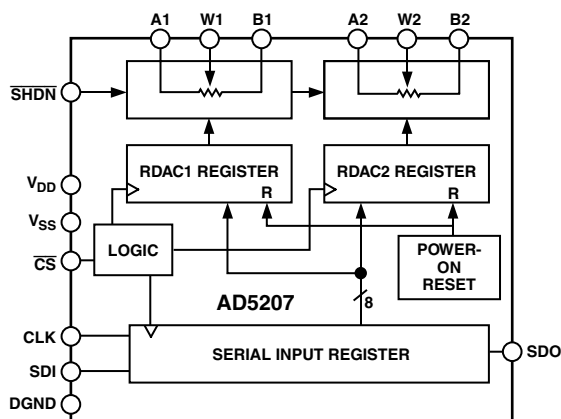 A1 W1 B1 A2 W2 B2
SHDN
RDAC1 REGISTER
R
RDAC2 REGISTER
R
VDD
VSS
CS
LOGIC
POWER-
ON
RESET
8
AD5207
CLK
SERIAL INPUT REGISTER
SDO
SDI
DGND